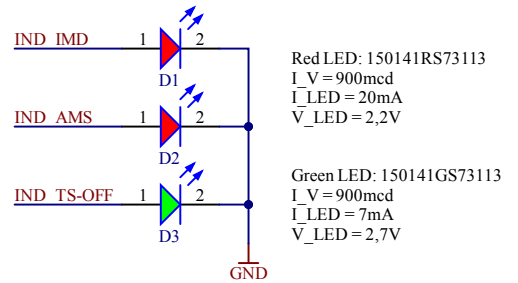 IND_IMD 1 2
D1
IND_AMS 1 2
D2
IND_TS-OFF 1 2
D3
GND
Red LED: 150141RS73113
I_V = 900mcd
I_LED = 20mA
V_LED = 2,2V
Green LED: 150141GS73113
I_V = 900mcd
I_LED = 7mA
V_LED = 2,7V